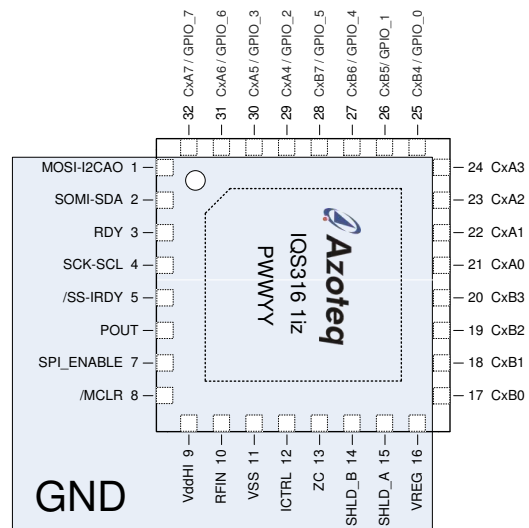 32 CxA7 / GPIO_7
31 CxA6 / GPIO_6
30 CxA5 / GPIO_3
29 CxA4 / GPIO_2
28 CxB7 / GPIO_5
27 CxB6 / GPIO_4
26 CxB5/ GPIO_1
25 CxB4 / GPIO_0
MOSI-I2CAO 1
SOMI-SDA 2
RDY 3
SCK-SCL 4
/SS-IRDY 5
POUT
SPI_ENABLE 7
/MCLR 8
Azoteq
IQS316 1iz
PWWYY
24 CxA3
23 CxA2
22 CxA1
21 CxA0
20 CxB3
19 CxB2
18 CxB1
17 CxB0
VddHI 9
RFIN 10
VSS 11
ICTRL 12
ZC 13
SHLD_B 14
SHLD_A 15
VREG 16
GND